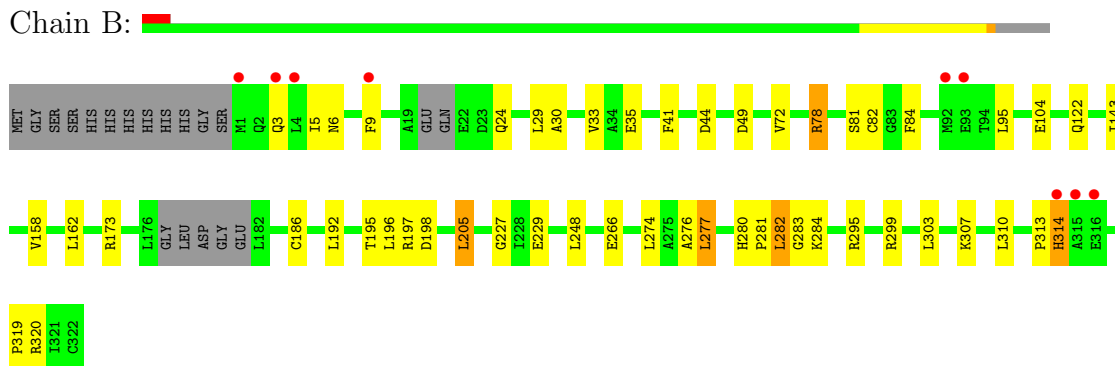 Chain B:
MET GLY SER SER HIS HIS HIS HIS HIS HIS GLY SER M1 Q2 Q3 L4 I5 N6 F9 A19 GLU GLN E22 D23 Q24 L29 A30 V33 A34 E35 F41 D44 D49 V72 R78 S81 C82 G83 F84 M92 E93 T94 L95 E104 Q122 I143
V158 L162 R173 L176 GLY LEU ASP GLY GLU L182 C186 L192 T195 L196 R197 D198 L205 G227 I228 E229 L248 E266 L274 A275 A276 L277 H280 P281 L282 G283 K284 R295 R299 L303 K307 L310 P313 H314 A315 E316
P319 R320 I321 C322